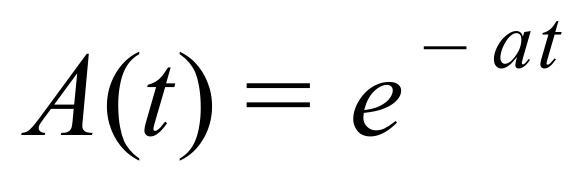 A(t) = e^{-at}